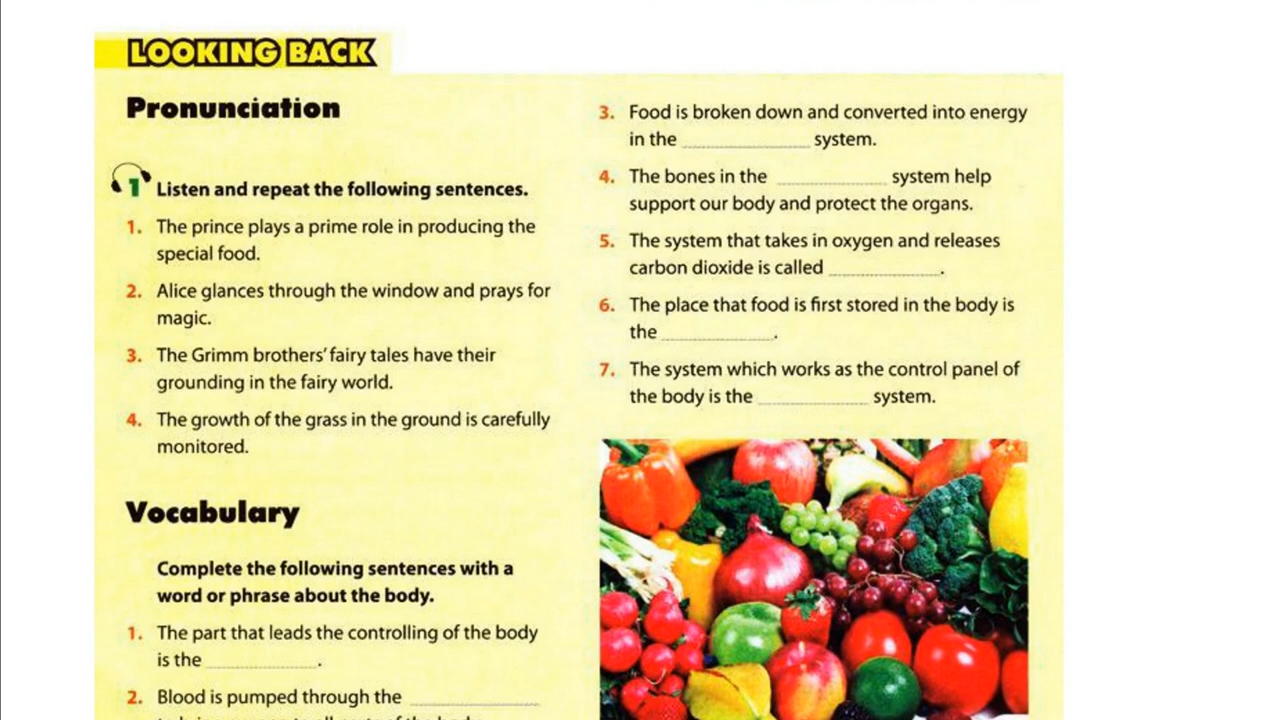 LOOKING BACK
Pronunciation
1 Listen and repeat the following sentences.
1. The prince plays a prime role in producing the
special food.
2. Alice glances through the window and prays for
magic.
3. The Grimm brothers' fairy tales have their
grounding in the fairy world.
4. The growth of the grass in the ground is carefully
monitored.
Vocabulary
Complete the following sentences with a
word or phrase about the body.
1. The part that leads the controlling of the body
is the ____________.
2. Blood is pumped through the ____________
3. Food is broken down and converted into energy
in the ____________ system.
4. The bones in the ____________ system help
support our body and protect the organs.
5. The system that takes in oxygen and releases
carbon dioxide is called ____________.
6. The place that food is first stored in the body is
the ____________.
7. The system which works as the control panel of
the body is the ____________ system.